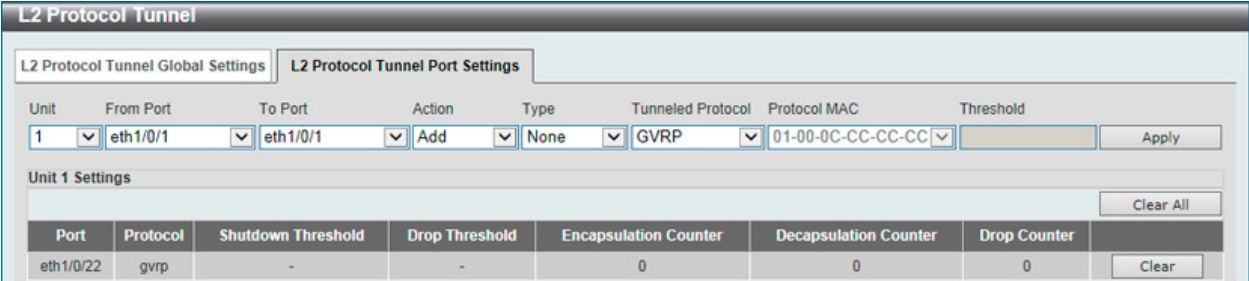 L2 Protocol Tunnel
L2 Protocol Tunnel Global Settings L2 Protocol Tunnel Port Settings
Unit From Port To Port Action Type Tunneled Protocol Protocol MAC Threshold
1 eth1/0/1 eth1/0/1 Add None GVRP 01-00-0C-CC-CC-CC Apply
Unit 1 Settings
Clear All
Port Protocol Shutdown Threshold Drop Threshold Encapsulation Counter Decapsulation Counter Drop Counter
eth1/0/22 gvrp - - 0 0 0 Clear